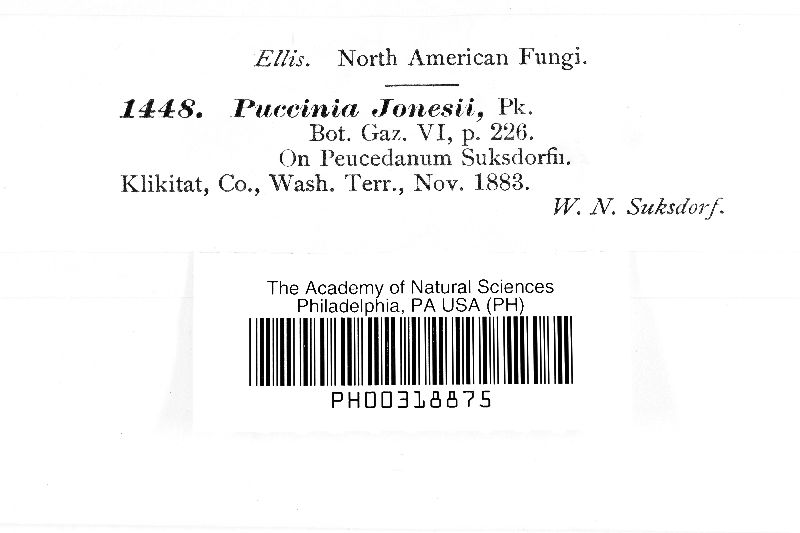 Ellis. North American Fungi.
1448. Puccinia Jonesii, Pk.
Bot. Gaz. VI, p. 226.
On Peucedanum Suksdorfii.
Klikitat, Co., Wash. Terr., Nov. 1883.
W. N. Suksdorf.
The Academy of Natural Sciences
Philadelphia, PA USA (PH)
PH00318875